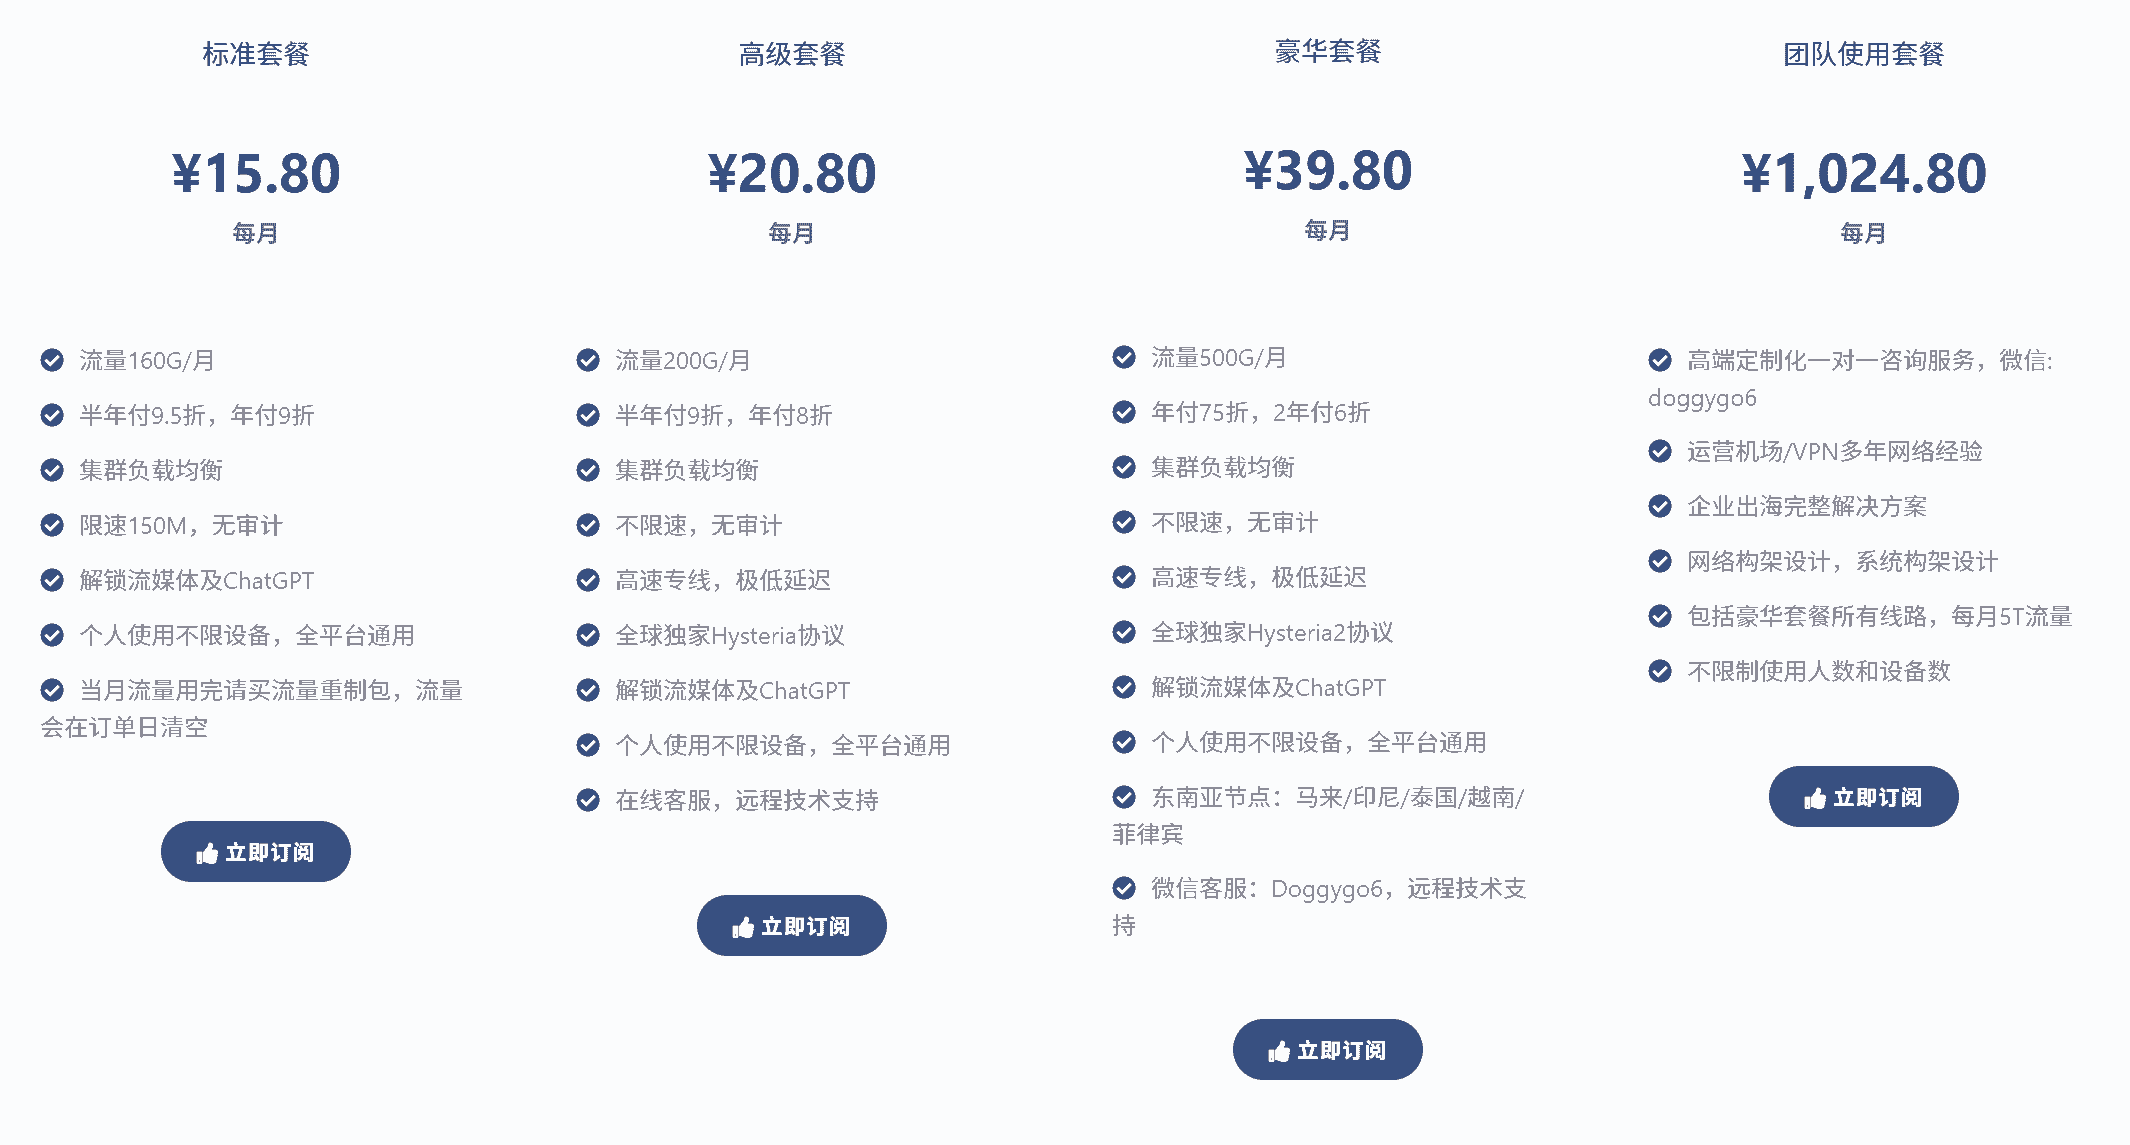 标准套餐
¥15.80
每月
流量160G/月
半年付9.5折，年付9折
集群负载均衡
限速150M，无审计
解锁流媒体及ChatGPT
个人使用不限设备，全平台通用
当月流量用完请买流量重制包，流量
会在订单日清空
立即订阅
高级套餐
¥20.80
每月
流量200G/月
半年付9折，年付8折
集群负载均衡
不限速，无审计
高速专线，极低延迟
全球独家Hysteria协议
解锁流媒体及ChatGPT
个人使用不限设备，全平台通用
在线客服，远程技术支持
立即订阅
豪华套餐
¥39.80
每月
流量500G/月
年付75折，2年付6折
集群负载均衡
不限速，无审计
高速专线，极低延迟
全球独家Hysteria2协议
解锁流媒体及ChatGPT
个人使用不限设备，全平台通用
东南亚节点：马来/印尼/泰国/越南/
菲律宾
微信客服：Doggygo6，远程技术支
持
立即订阅
团队使用套餐
¥1,024.80
每月
高端定制化一对一咨询服务，微信:
doggygo6
运营机场/VPN多年网络经验
企业出海完整解决方案
网络构架设计，系统构架设计
包括豪华套餐所有线路，每月5T流量
不限制使用人数和设备数
立即订阅